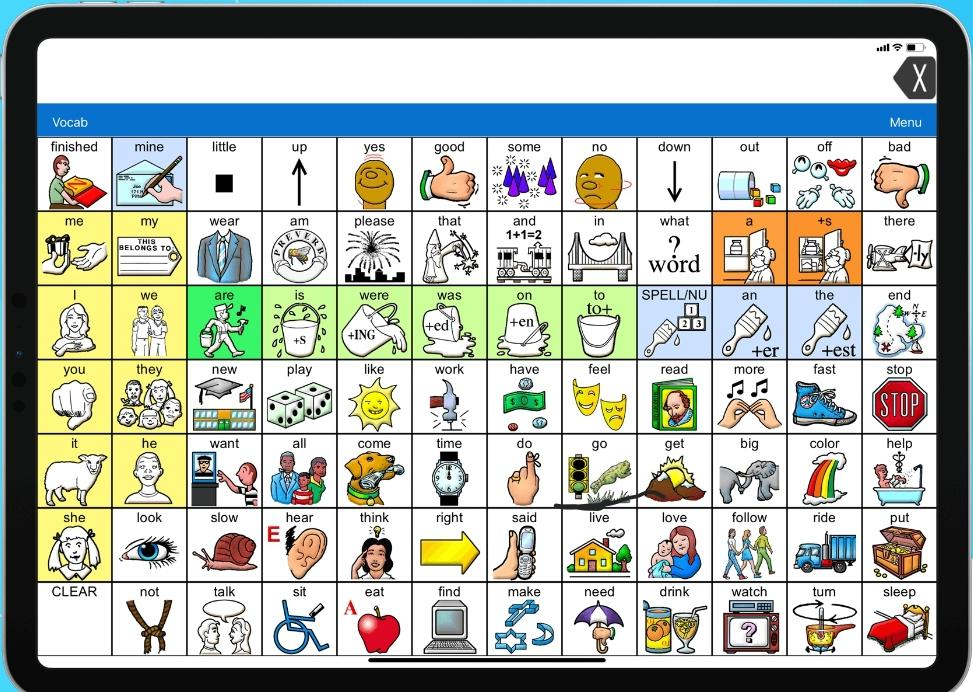 X
Vocab Menu
finished mine little up yes good some no down out off bad
me my wear am please that and in what a +s there
PREVERB
THIS
BELONGS TO
1+1=2
?
word
-ly
I we are is were was on to SPELL/NU an the end
+S +ING +ed +en to+ 1 2 3 +er +est N W E S X
you they new play like work have feel read more fast stop
STOP
it he want all come time do go get big color help
she look slow hear think right said live love follow ride put
E
CLEAR not talk sit eat find make need drink watch turn sleep
A ?